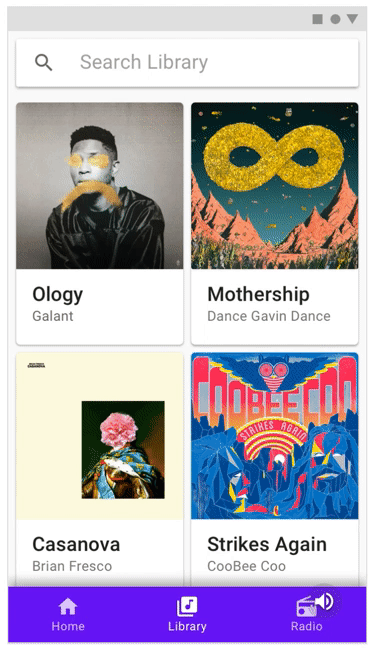 Search Library
Ology
Galant
Mothership
Dance Gavin Dance
COOBEECOO
STRIKES AGAIN
Casanova
Brian Fresco
Strikes Again
CooBee Coo
Home
Library
Radio